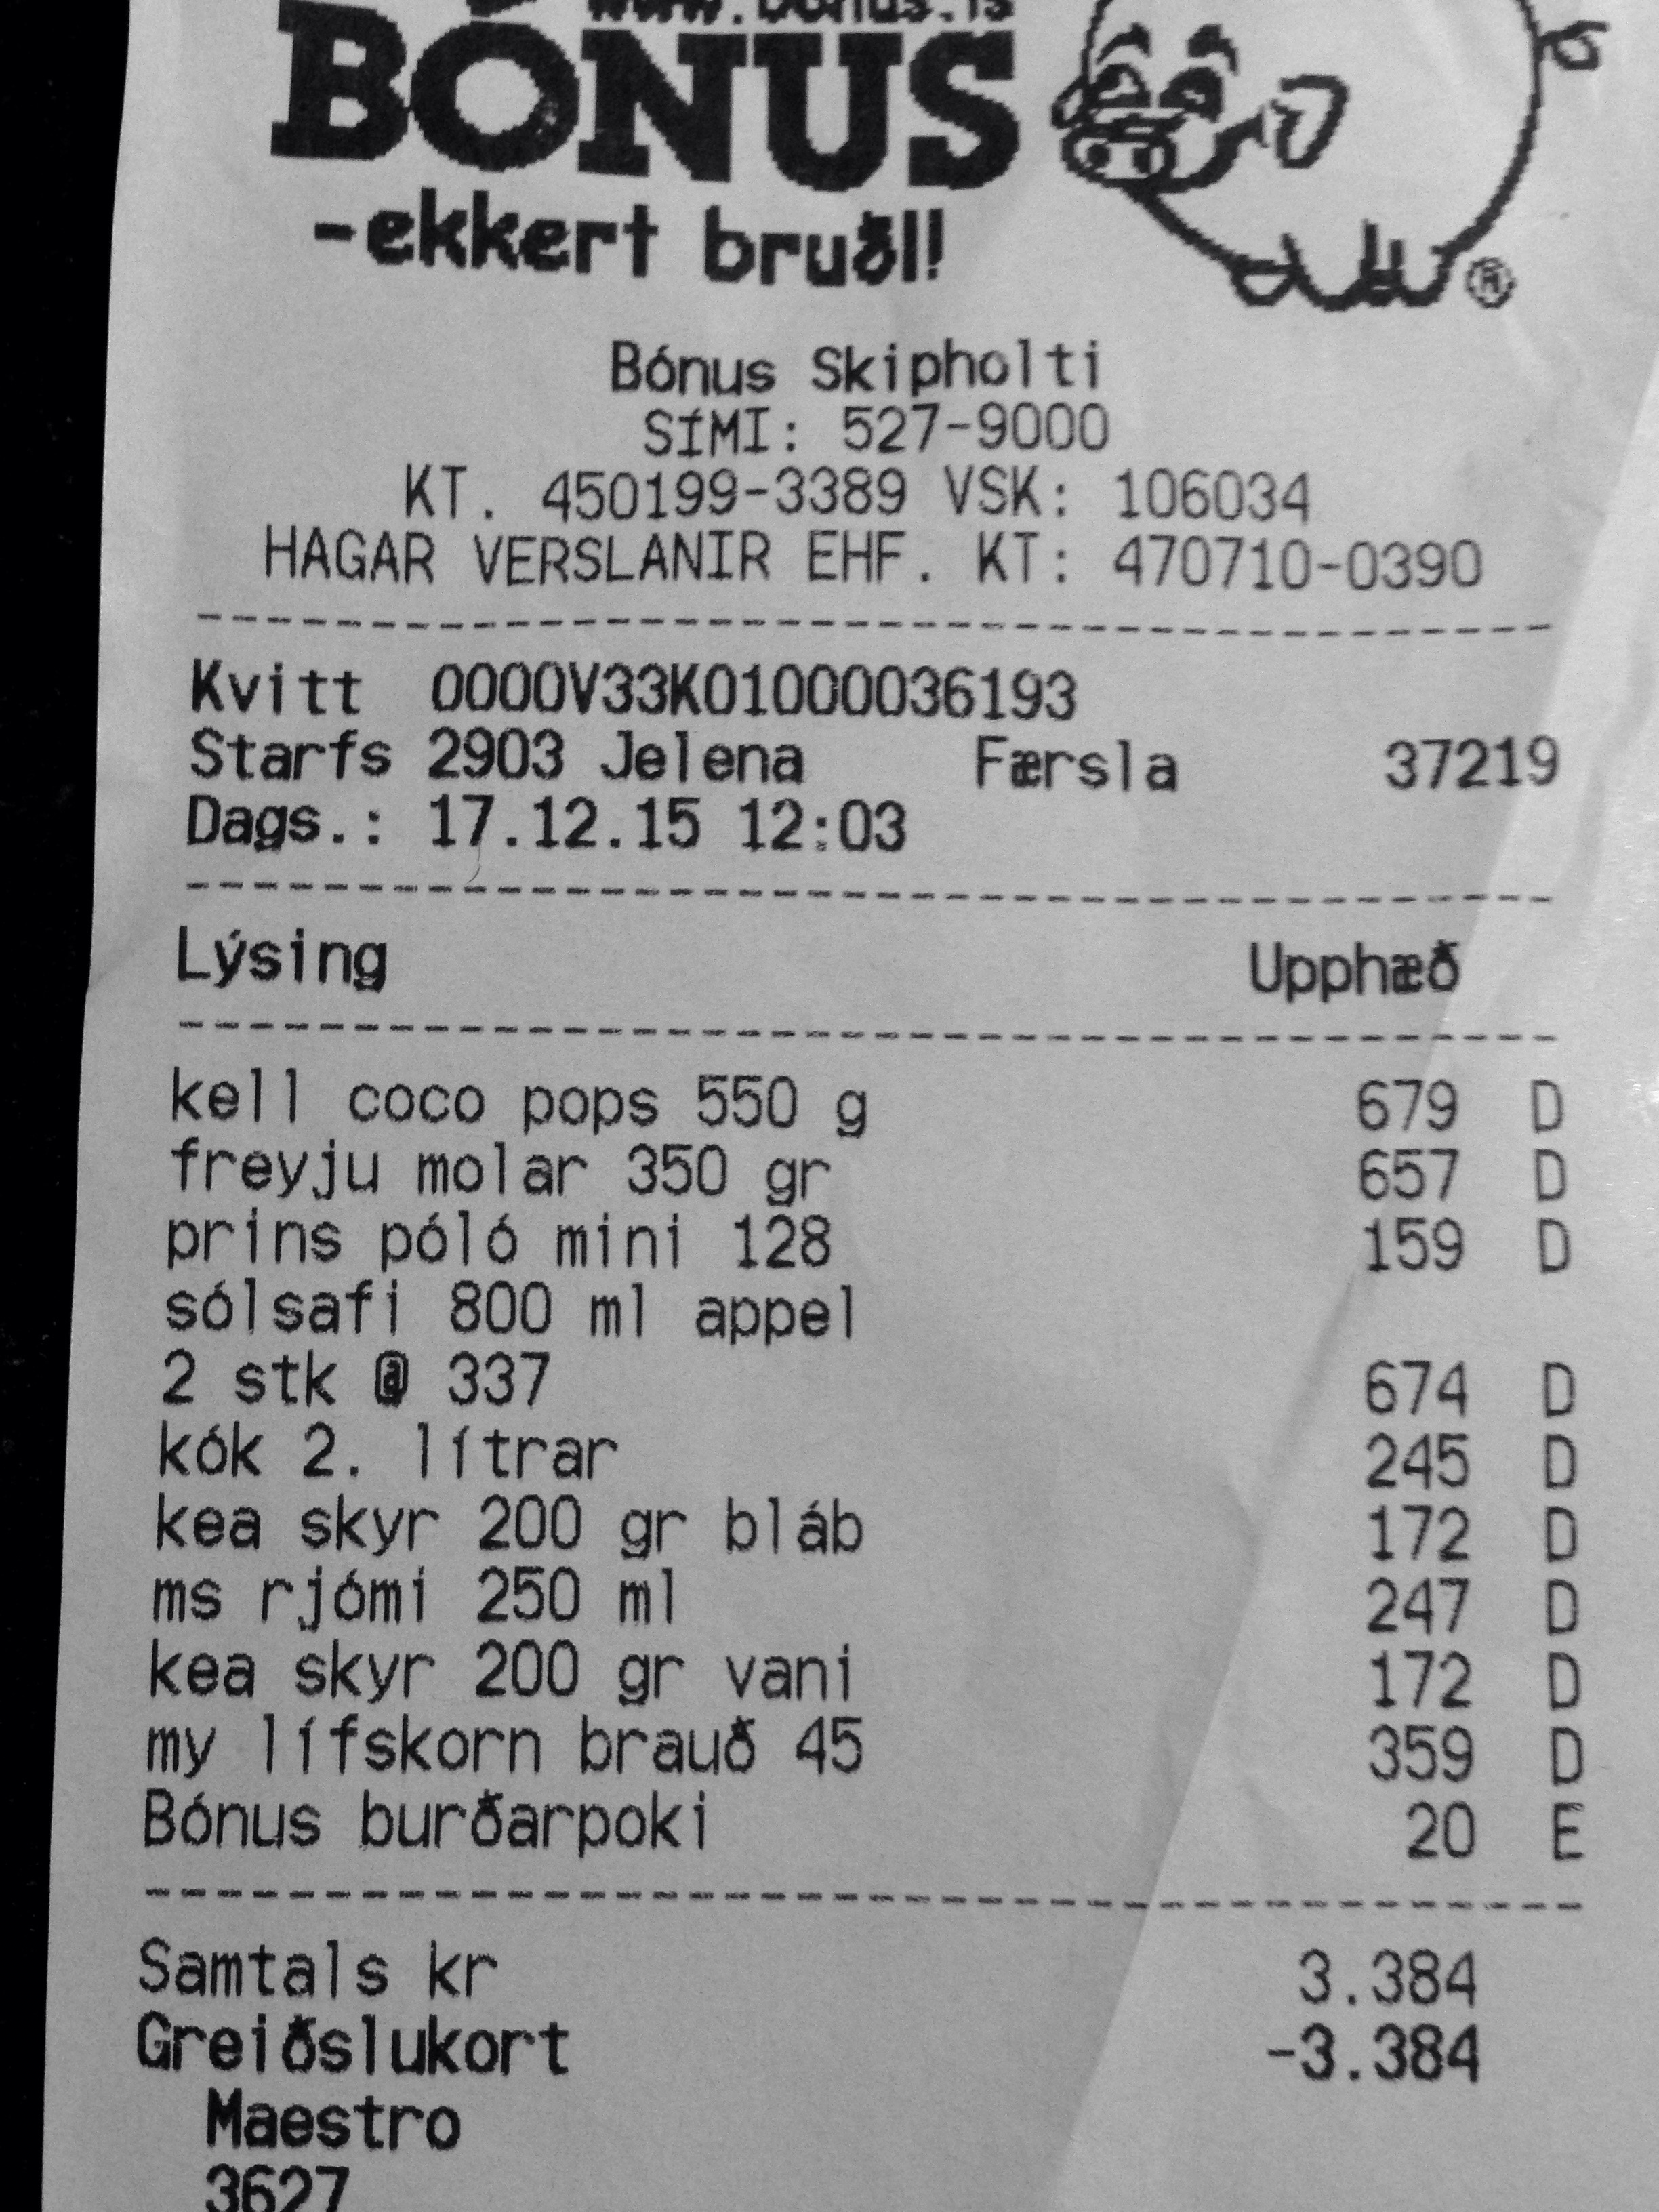 www.bonus.is
BÓNUS
-ekkert bruðl!
Bónus Skipholti
SÍMI: 527-9000
KT. 450199-3389 VSK: 106034
HAGAR VERSLANIR EHF. KT: 470710-0390
Kvitt 0000V33K01000036193
Starfs 2903 Jelena Færsla 37219
Dags.: 17.12.15 12:03
Lýsing Upphæð
kell coco pops 550 g 679 D
freyju molar 350 gr 657 D
prins póló mini 128 159 D
sólsafi 800 ml appel
2 stk @ 337 674 D
kók 2. lítrar 245 D
kea skyr 200 gr bláb 172 D
ms rjómi 250 ml 247 D
kea skyr 200 gr vani 172 D
my lífskorn brauð 45 359 D
Bónus burðarpoki 20 E
Samtals kr 3.384
Greiðslukort -3.384
Maestro
3627